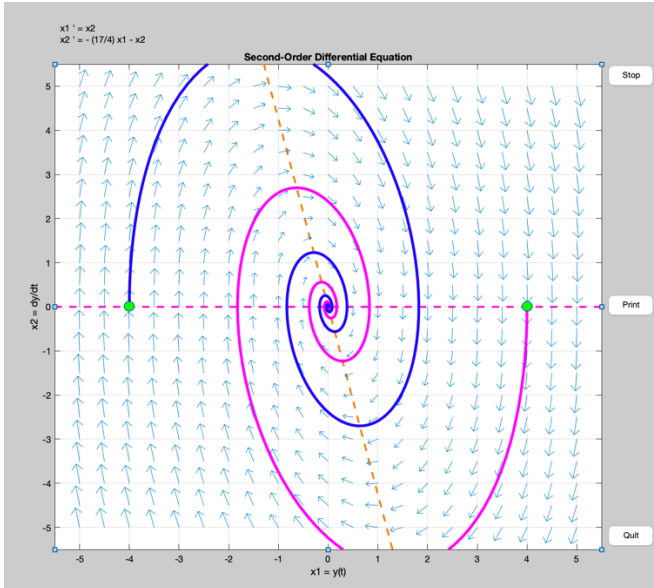 x1 ' = x2
x2 ' = - (17/4) x1 - x2
Second-Order Differential Equation
Stop
5
4
3
2
1
0
-1
-2
-3
-4
-5
x2 = dy/dt
Print
Quit
-5 -4 -3 -2 -1 0 1 2 3 4 5
x1 = y(t)